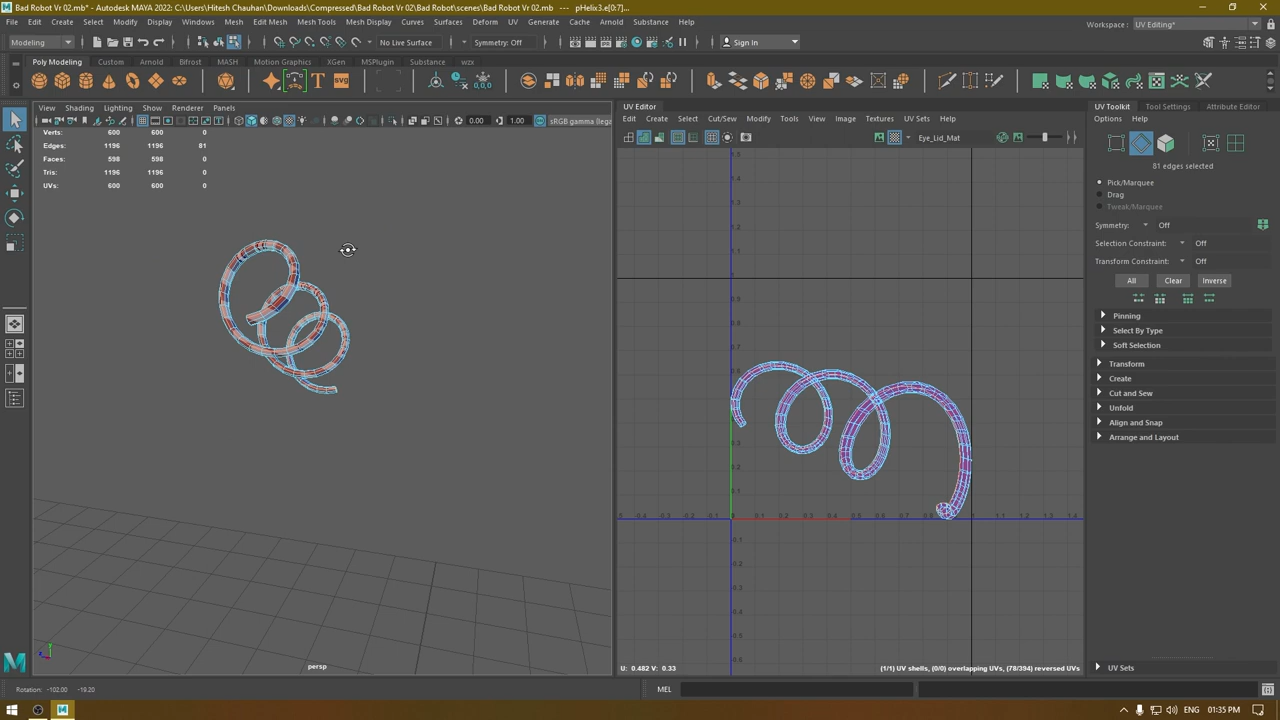 Bad Robot Vr 02.mb* - Autodesk MAYA 2022: C:\Users\Hitesh Chauhan\Downloads\Compressed\Bad Robot Vr 02\Bad Robot\scenes\Bad Robot Vr 02.mb --- pHelix3.e[0:7]...
File Edit Create Select Modify Display Windows Mesh Edit Mesh Mesh Tools Mesh Display Curves Surfaces Deform UV Generate Cache Arnold Substance Help
Workspace : UV Editing*
Modeling No Live Surface Symmetry: Off Sign In
Poly Modeling Custom Arnold Bifrost MASH Motion Graphics XGen MSPlugin Substance wzx
SVG
View Shading Lighting Show Renderer Panels
0.00 1.00 sRGB gamma (lega
Verts: 600 600 0
Edges: 1196 1196 81
Faces: 598 598 0
Tris: 1196 1196 0
UVs: 600 600 0
persp
UV Editor
File Create Select Cut/Sew Modify Tools View Image Textures UV Sets Help
Eye_Lid_Mat
U: 0.482 V: 0.33
(1/1) UV shells, (0/0) overlapping UVs, (78/394) reversed UVs
UV Toolkit Tool Settings Attribute Editor
Options Help
81 edges selected
Pick/Marquee
Drag
Tweak/Marquee
Symmetry: Off
Selection Constraint: Off
Transform Constraint: Off
All Clear Inverse
Pinning
Select By Type
Soft Selection
Transform
Create
Cut and Sew
Unfold
Align and Snap
Arrange and Layout
UV Sets
Rotation: -102.00 -19.20
MEL
ENG 01:35 PM